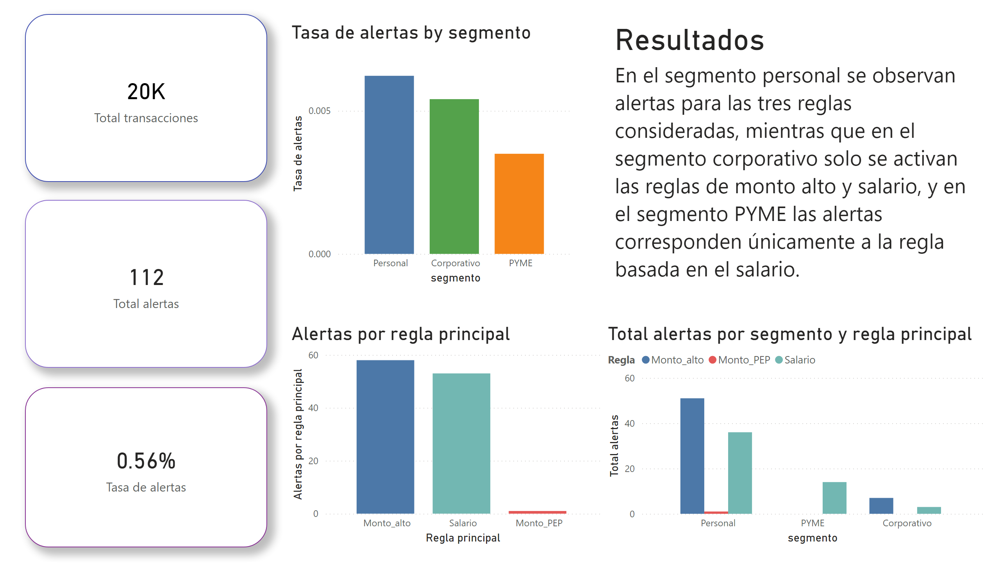 20K
Total transacciones
112
Total alertas
0.56%
Tasa de alertas
Tasa de alertas by segmento
Tasa de alertas
0.005
0.000
Personal Corporativo PYME
segmento
Resultados
En el segmento personal se observan
alertas para las tres reglas
consideradas, mientras que en el
segmento corporativo solo se activan
las reglas de monto alto y salario, y en
el segmento PYME las alertas
corresponden únicamente a la regla
basada en el salario.
Alertas por regla principal
Alertas por regla principal
60
40
20
0
Monto_alto Salario Monto_PEP
Regla principal
Total alertas por segmento y regla principal
Regla Monto_alto Monto_PEP Salario
Total alertas
60
40
20
0
Personal PYME Corporativo
segmento